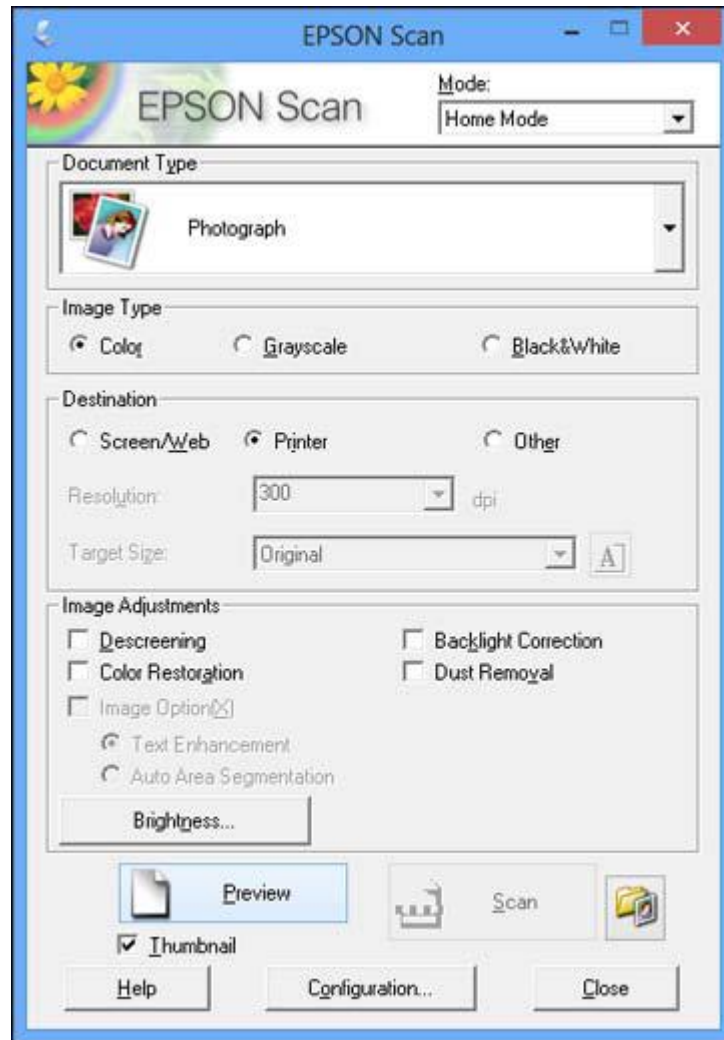 EPSON Scan
EPSON Scan
Mode:
Home Mode
Document Type
Photograph
Image Type
Color Grayscale Black&White
Destination
Screen/Web Printer Other
Resolution: 300 dpi
Target Size: Original A
Image Adjustments
Descreening Backlight Correction
Color Restoration Dust Removal
Image Option(X)
Text Enhancement
Auto Area Segmentation
Brightness...
Preview Scan
Thumbnail
Help Configuration... Close